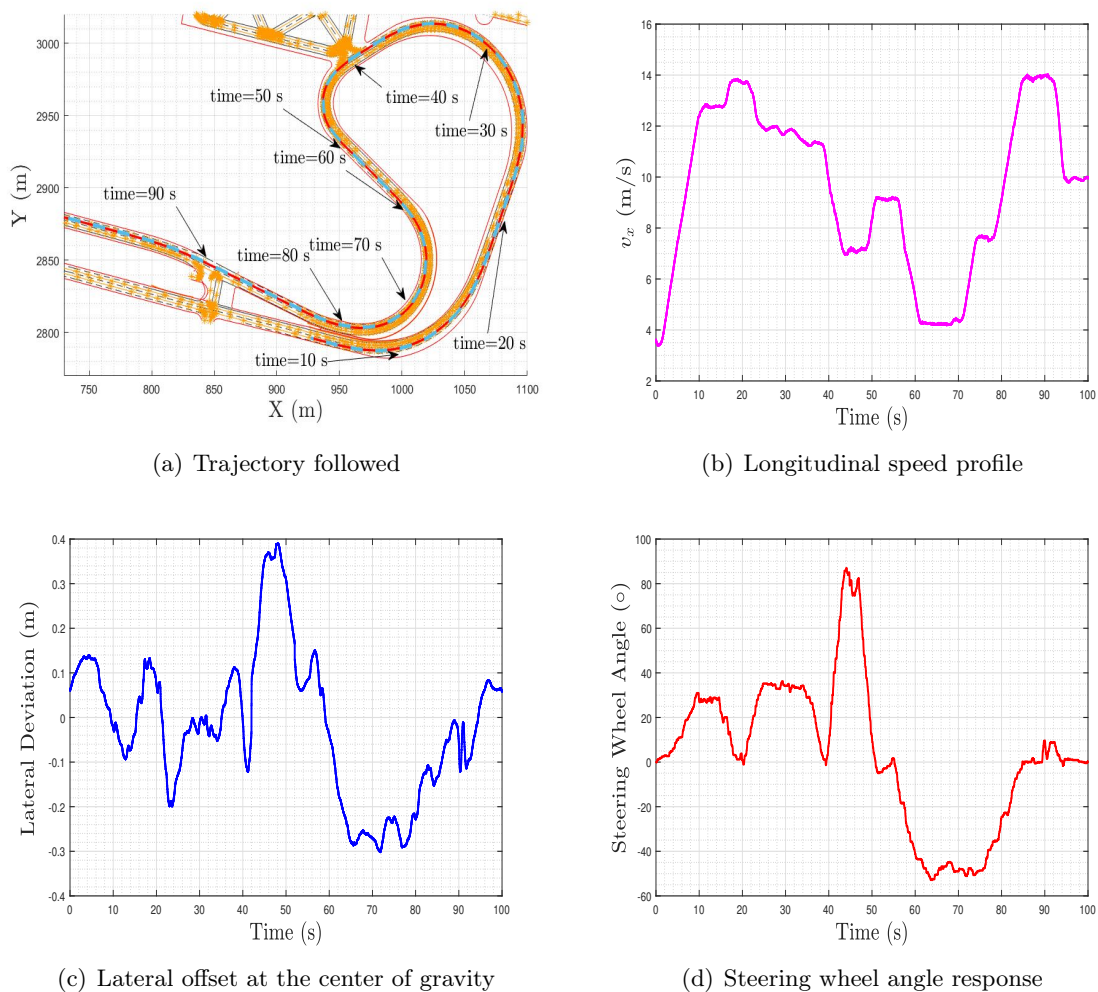 3000
2950
2900
2850
2800
750
800
850
900
950
1000
1050
1100
Y (m)
X (m)
time=50 s
time=40 s
time=30 s
time=60 s
time=90 s
time=70 s
time=80 s
time=20 s
time=10 s
(a) Trajectory followed
16
14
12
10
8
6
4
2
0 10 20 30 40 50 60 70 80 90 100
v_x (m/s)
Time (s)
(b) Longitudinal speed profile
0.4
0.3
0.2
0.1
0
-0.1
-0.2
-0.3
-0.4
0 10 20 30 40 50 60 70 80 90 100
Lateral Deviation (m)
Time (s)
(c) Lateral offset at the center of gravity
100
80
60
40
20
0
-20
-40
-60
0 10 20 30 40 50 60 70 80 90 100
Steering Wheel Angle (○)
Time (s)
(d) Steering wheel angle response